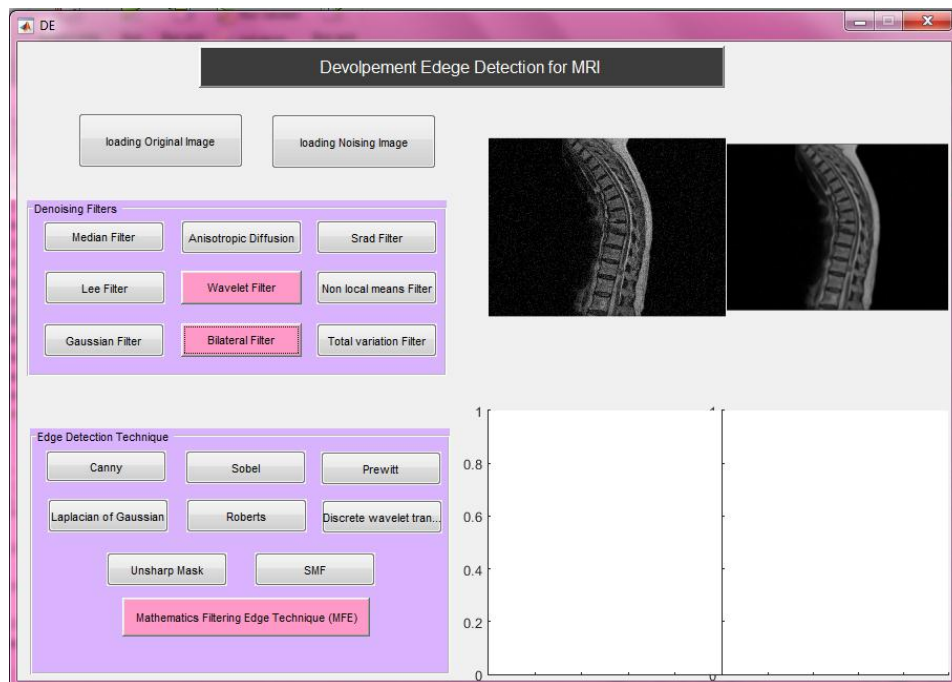 DE
Devolpement Edege Detection for MRI
loading Original Image
loading Noising Image
Denoising Filters
Median Filter
Anisotropic Diffusion
Srad Filter
Lee Filter
Wavelet Filter
Non local means Filter
Gaussian Filter
Bilateral Filter
Total variation Filter
Edge Detection Technique
Canny
Sobel
Prewitt
Laplacian of Gaussian
Roberts
Discrete wavelet tran...
Unsharp Mask
SMF
Mathematics Filtering Edge Technique (MFE)
1
0.8
0.6
0.4
0.2
0